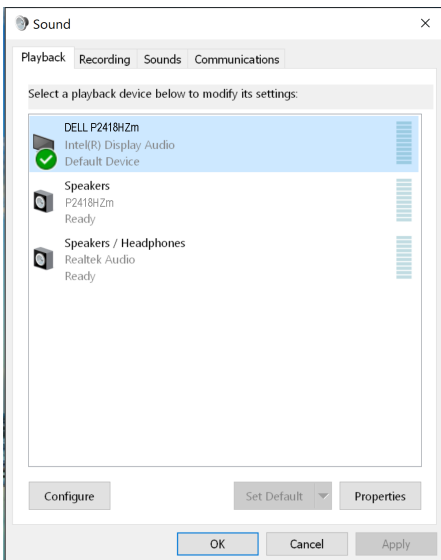 Sound
Playback Recording Sounds Communications
Select a playback device below to modify its settings:
DELL P2418HZm
Intel(R) Display Audio
Default Device
Speakers
P2418HZm
Ready
Speakers / Headphones
Realtek Audio
Ready
Configure Set Default Properties
OK Cancel Apply